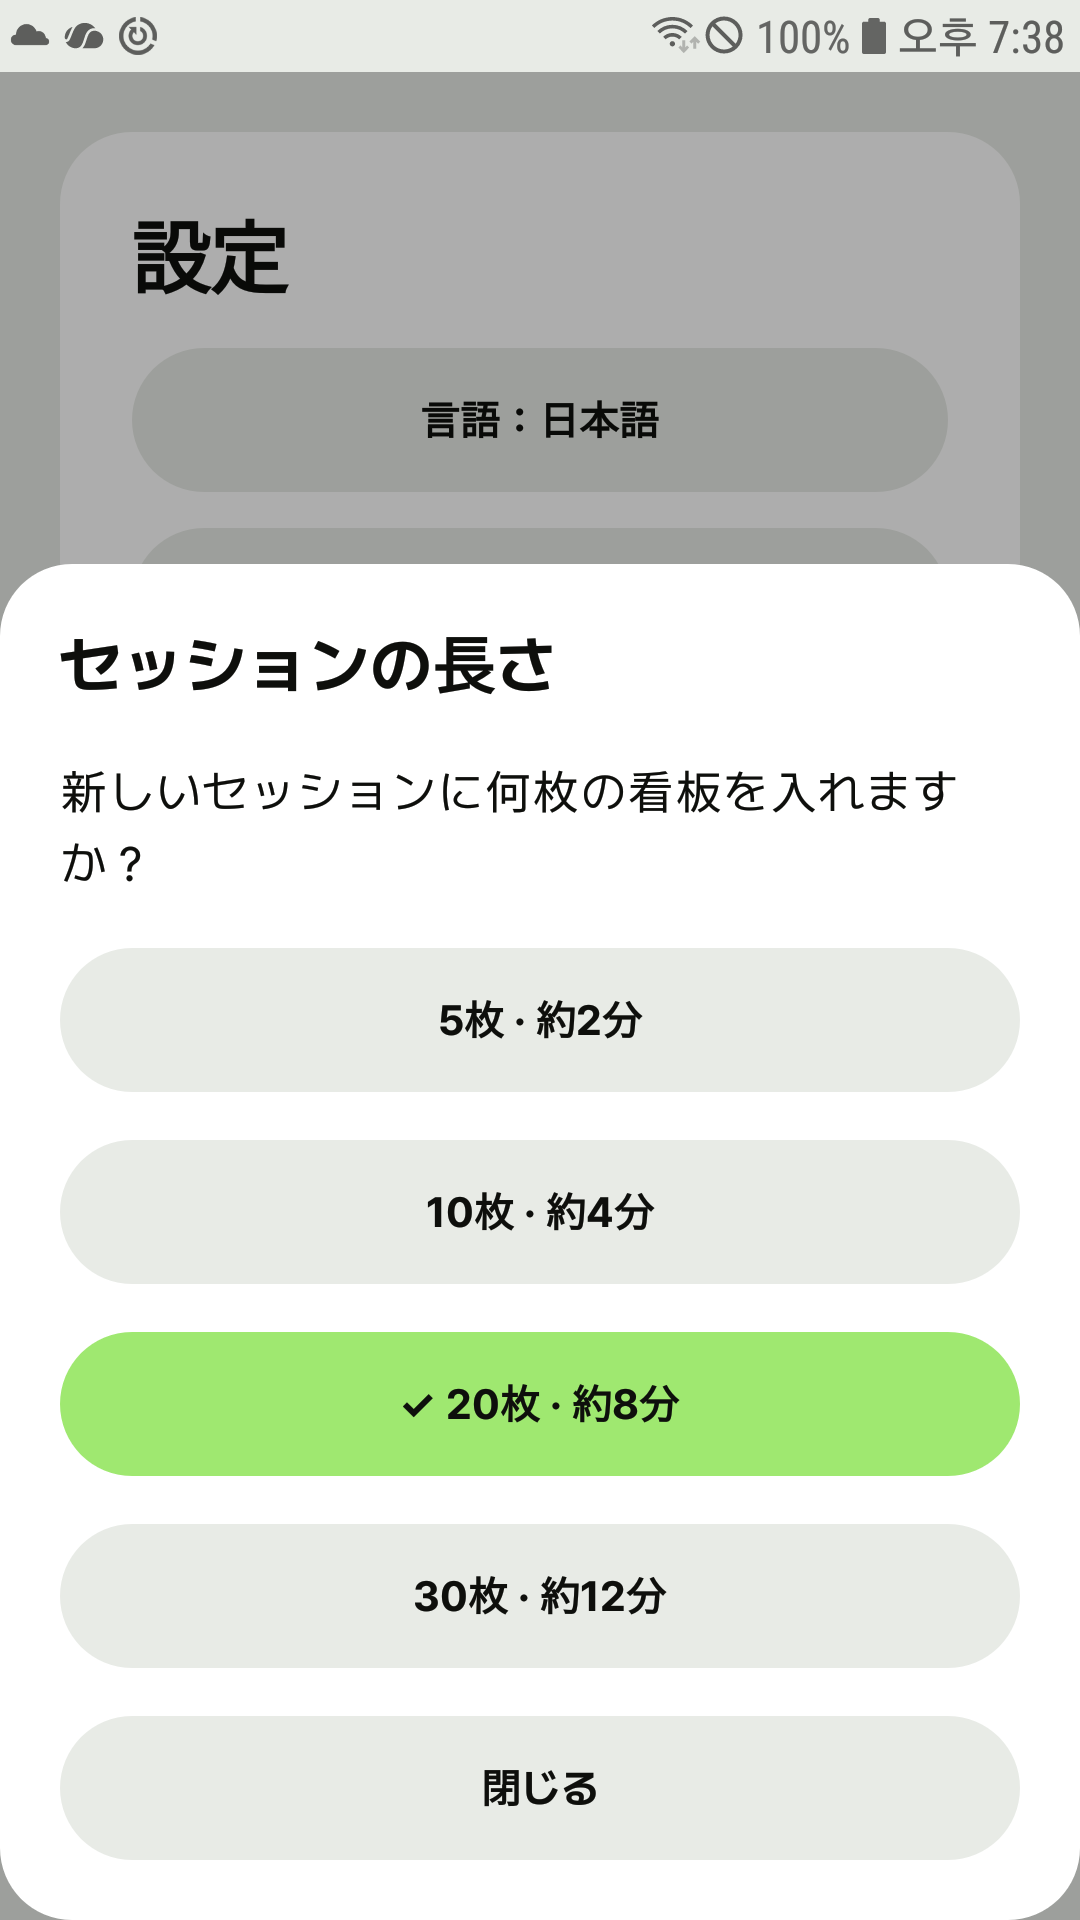 100% 오후 7:38
設定
言語：日本語
セッションの長さ
新しいセッションに何枚の看板を入れます
か？
5枚 · 約2分
10枚 · 約4分
✓ 20枚 · 約8分
30枚 · 約12分
閉じる